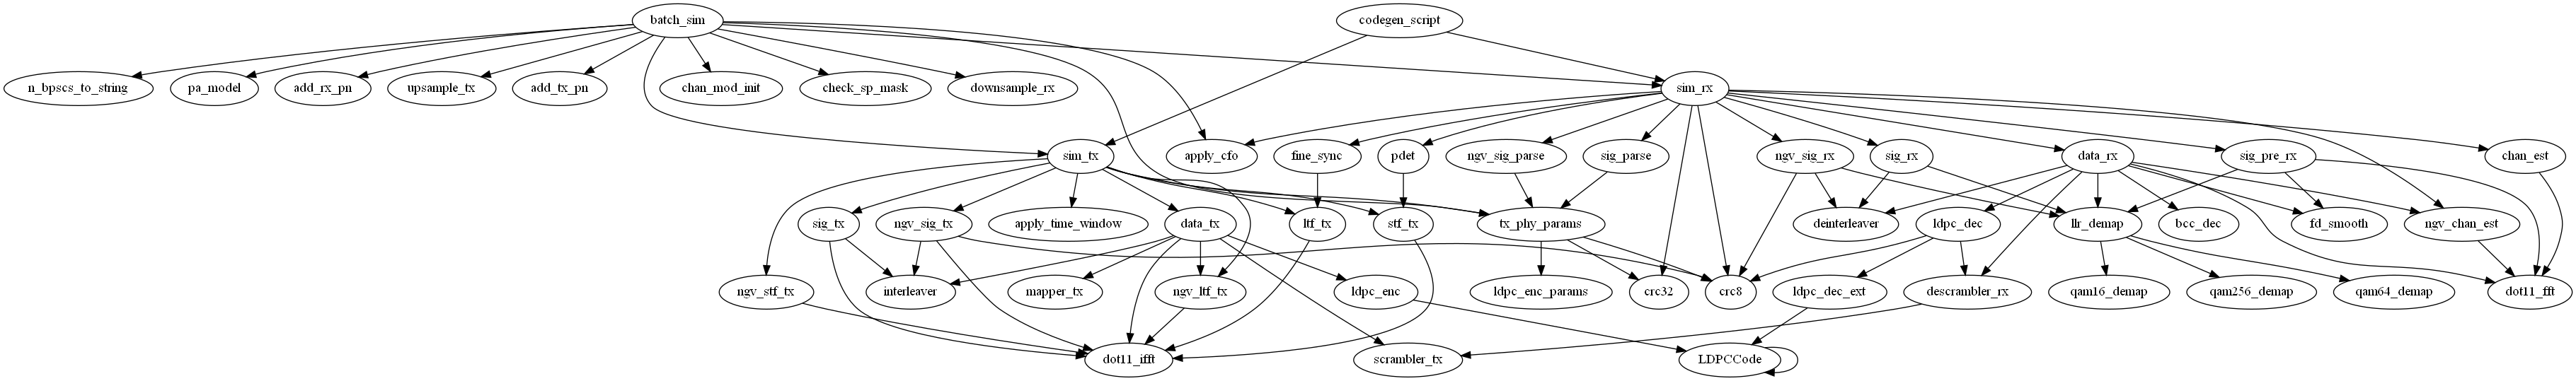 batch_sim
codegen_script
n_bpscs_to_string
pa_model
add_rx_pn
upsample_tx
add_tx_pn
chan_mod_init
check_sp_mask
downsample_rx
sim_rx
sim_tx
apply_cfo
fine_sync
pdet
ngv_sig_parse
sig_parse
ngv_sig_rx
sig_rx
data_rx
sig_pre_rx
chan_est
sig_tx
ngv_sig_tx
apply_time_window
data_tx
ltf_tx
stf_tx
tx_phy_params
deinterleaver
ldpc_dec
llr_demap
bcc_dec
fd_smooth
ngv_chan_est
ngv_stf_tx
interleaver
mapper_tx
ngv_ltf_tx
ldpc_enc
ldpc_enc_params
crc32
crc8
ldpc_dec_ext
descrambler_rx
qam16_demap
qam256_demap
qam64_demap
dot11_fft
dot11_ifft
scrambler_tx
LDPCCode